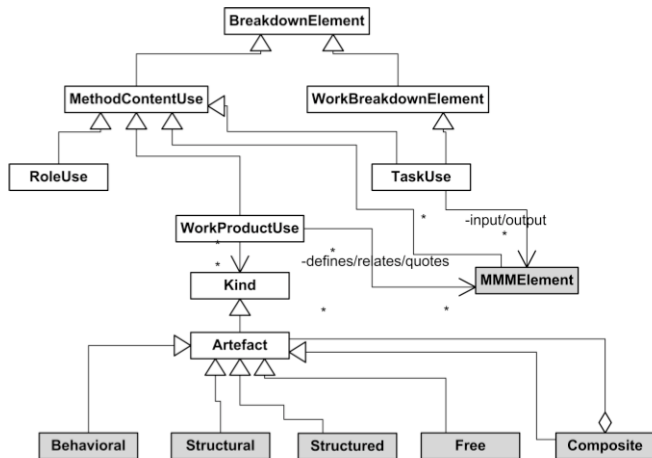 BreakdownElement
MethodContentUse
WorkBreakdownElement
RoleUse
TaskUse
*
-input/output
*
WorkProductUse
*
*
-defines/relates/quotes
*
Kind
MMMElement
*
*
Artefact
Behavioral
Structural
Structured
Free
Composite